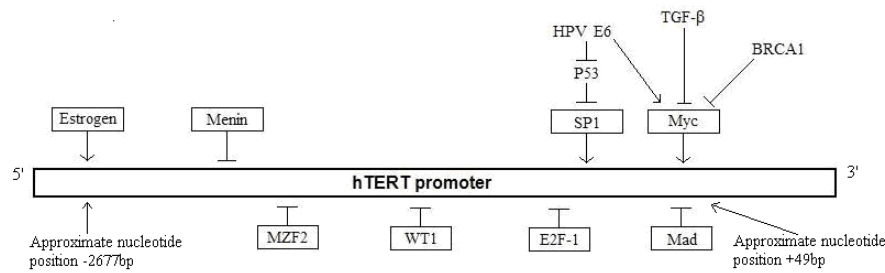 TGF-β
HPV E6
BRCA1
P53
Estrogen
Menin
SP1
Myc
5'
hTERT promoter
3'
MZF2
WT1
E2F-1
Mad
Approximate nucleotide
position -2677bp
Approximate nucleotide
position +49bp